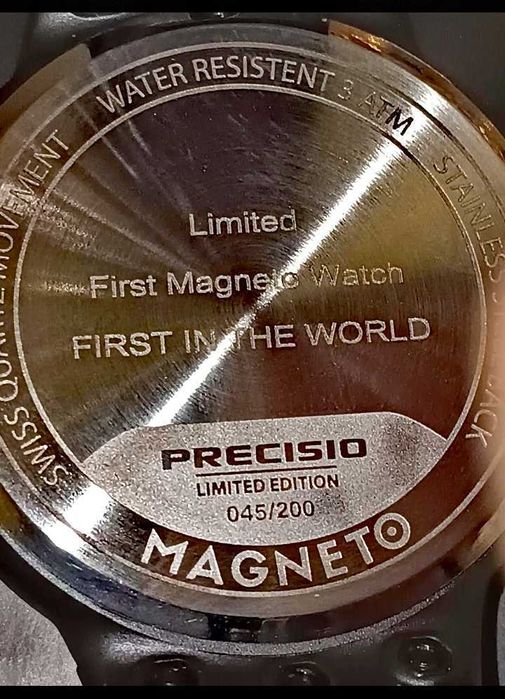 WATER RESISTENT 3 ATM
STAINLESS
SWISS QUARTZ MOVEMENT
Limited
First Magneto Watch
FIRST IN THE WORLD
PRECISIO
LIMITED EDITION
045/200
MAGNETO